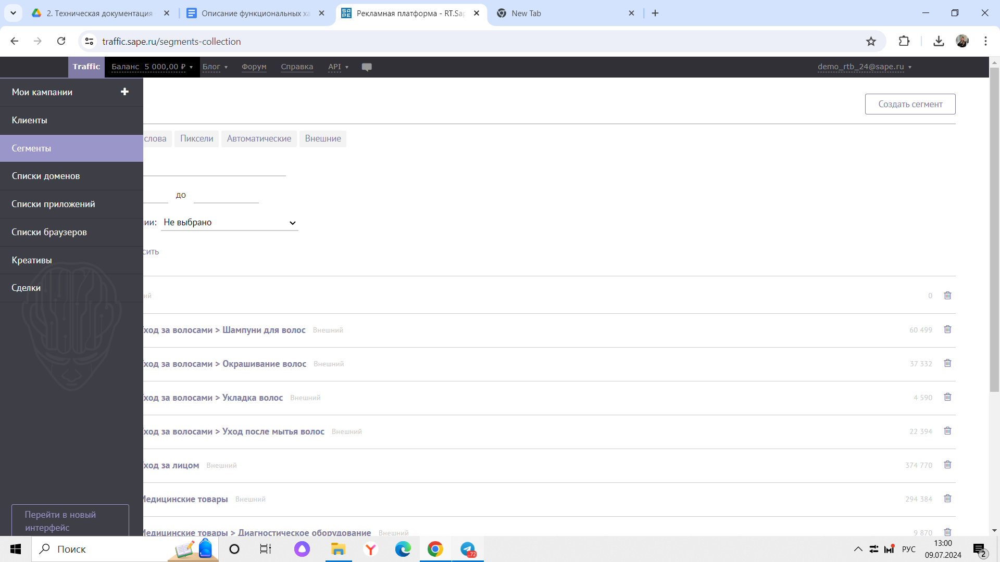 2. Техническая документация
Описание функциональных ха
Рекламная платформа - RT.Sap
New Tab
traffic.sape.ru/segments-collection
Traffic
Баланс 5 000,00 ₽
Блог
Форум
Справка
API
demo_rtb_24@sape.ru
Мои кампании
Клиенты
Сегменты
Списки доменов
Списки приложений
Списки браузеров
Креативы
Сделки
Перейти в новый
интерфейс
Создать сегмент
слова
Пиксели
Автоматические
Внешние
до
ии:
Не выбрано
сить
ий
0
ход за волосами > Шампуни для волос Внешний 60 499
ход за волосами > Окрашивание волос Внешний 37 332
ход за волосами > Укладка волос Внешний 4 590
ход за волосами > Уход после мытья волос Внешний 22 394
ход за лицом Внешний 374 770
Медицинские товары Внешний 294 384
Медицинские товары > Диагностическое оборудование Внешний 9 870
Поиск
..72
РУС
13:00
09.07.2024
2